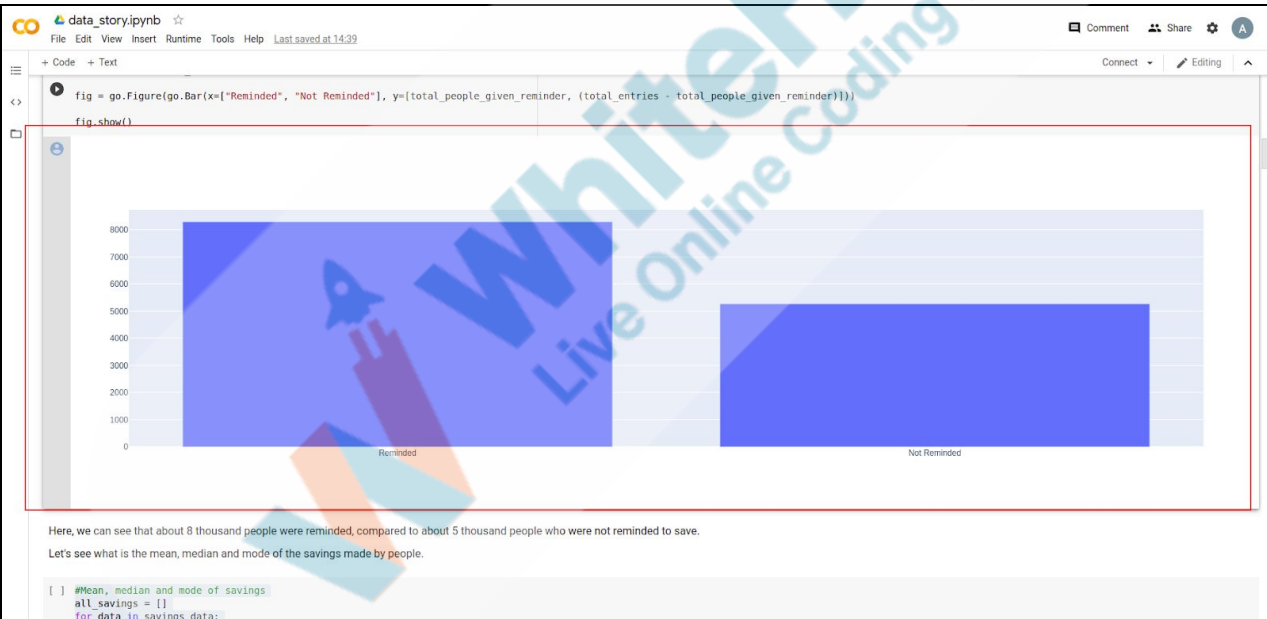 data_story.ipynb
File Edit View Insert Runtime Tools Help Last saved at 14:39
Comment Share A
+ Code + Text
Connect Editing
fig = go.Figure(go.Bar(x=["Reminded", "Not Reminded"], y=[total_people_given_reminder, (total_entries - total_people_given_reminder)]))
fig.show()
8000
7000
6000
5000
4000
3000
2000
1000
0
Reminded Not Reminded
Here, we can see that about 8 thousand people were reminded, compared to about 5 thousand people who were not reminded to save.
Let's see what is the mean, median and mode of the savings made by people.
[ ] #Mean, median and mode of savings
all_savings = []
for data in savings_data:
Live Online Coding